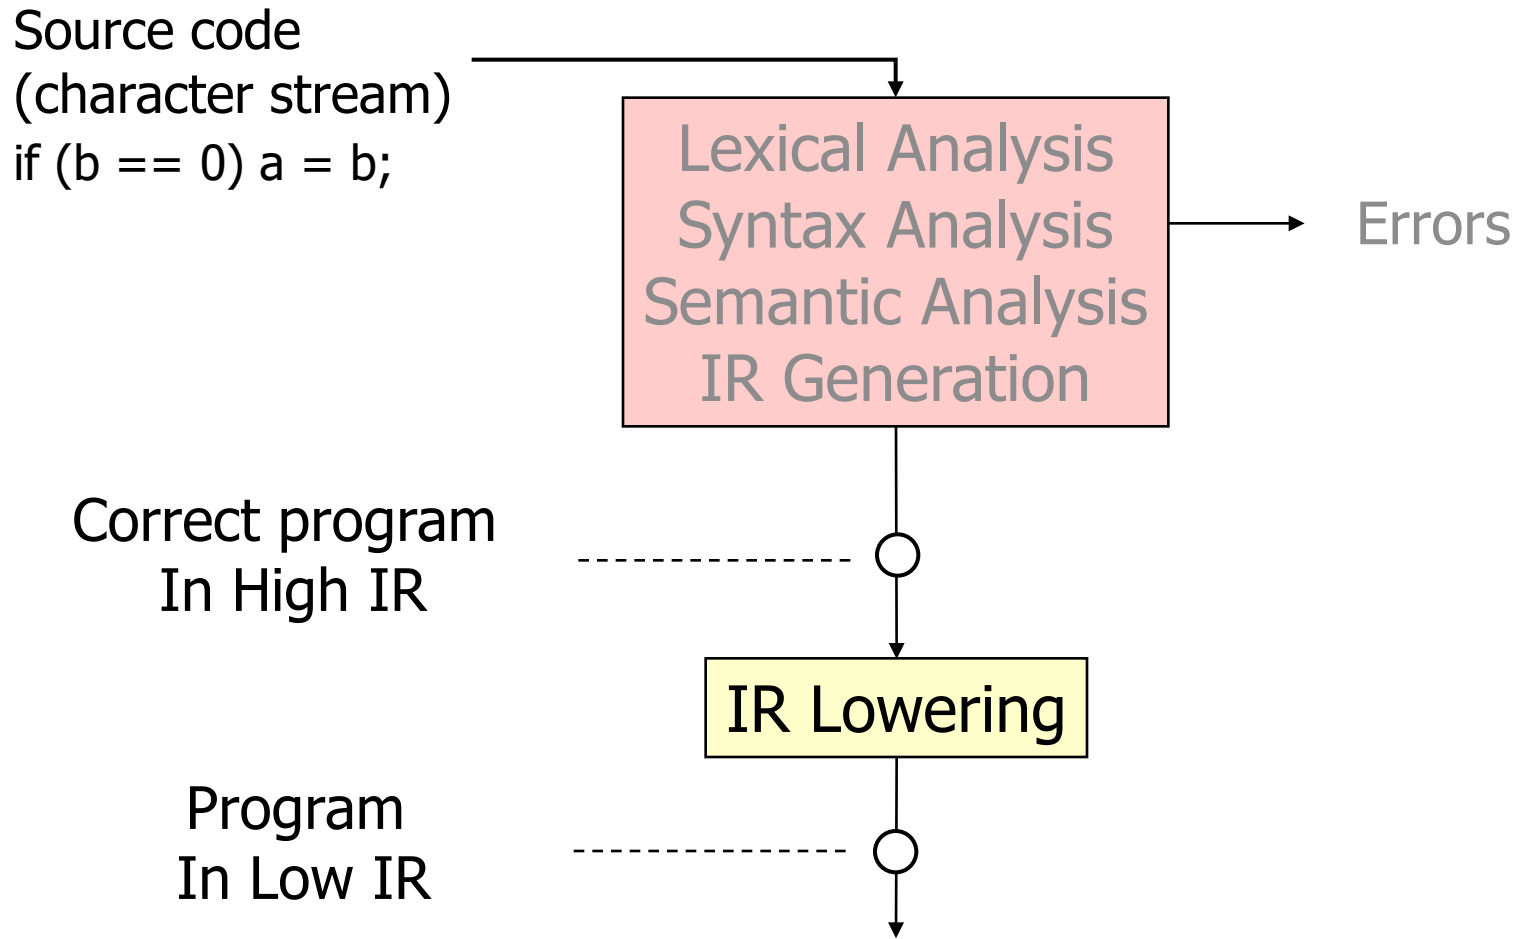 Source code
(character stream)
if (b == 0) a = b;
Lexical Analysis
Syntax Analysis
Semantic Analysis
IR Generation
Errors
Correct program
In High IR
IR Lowering
Program
In Low IR